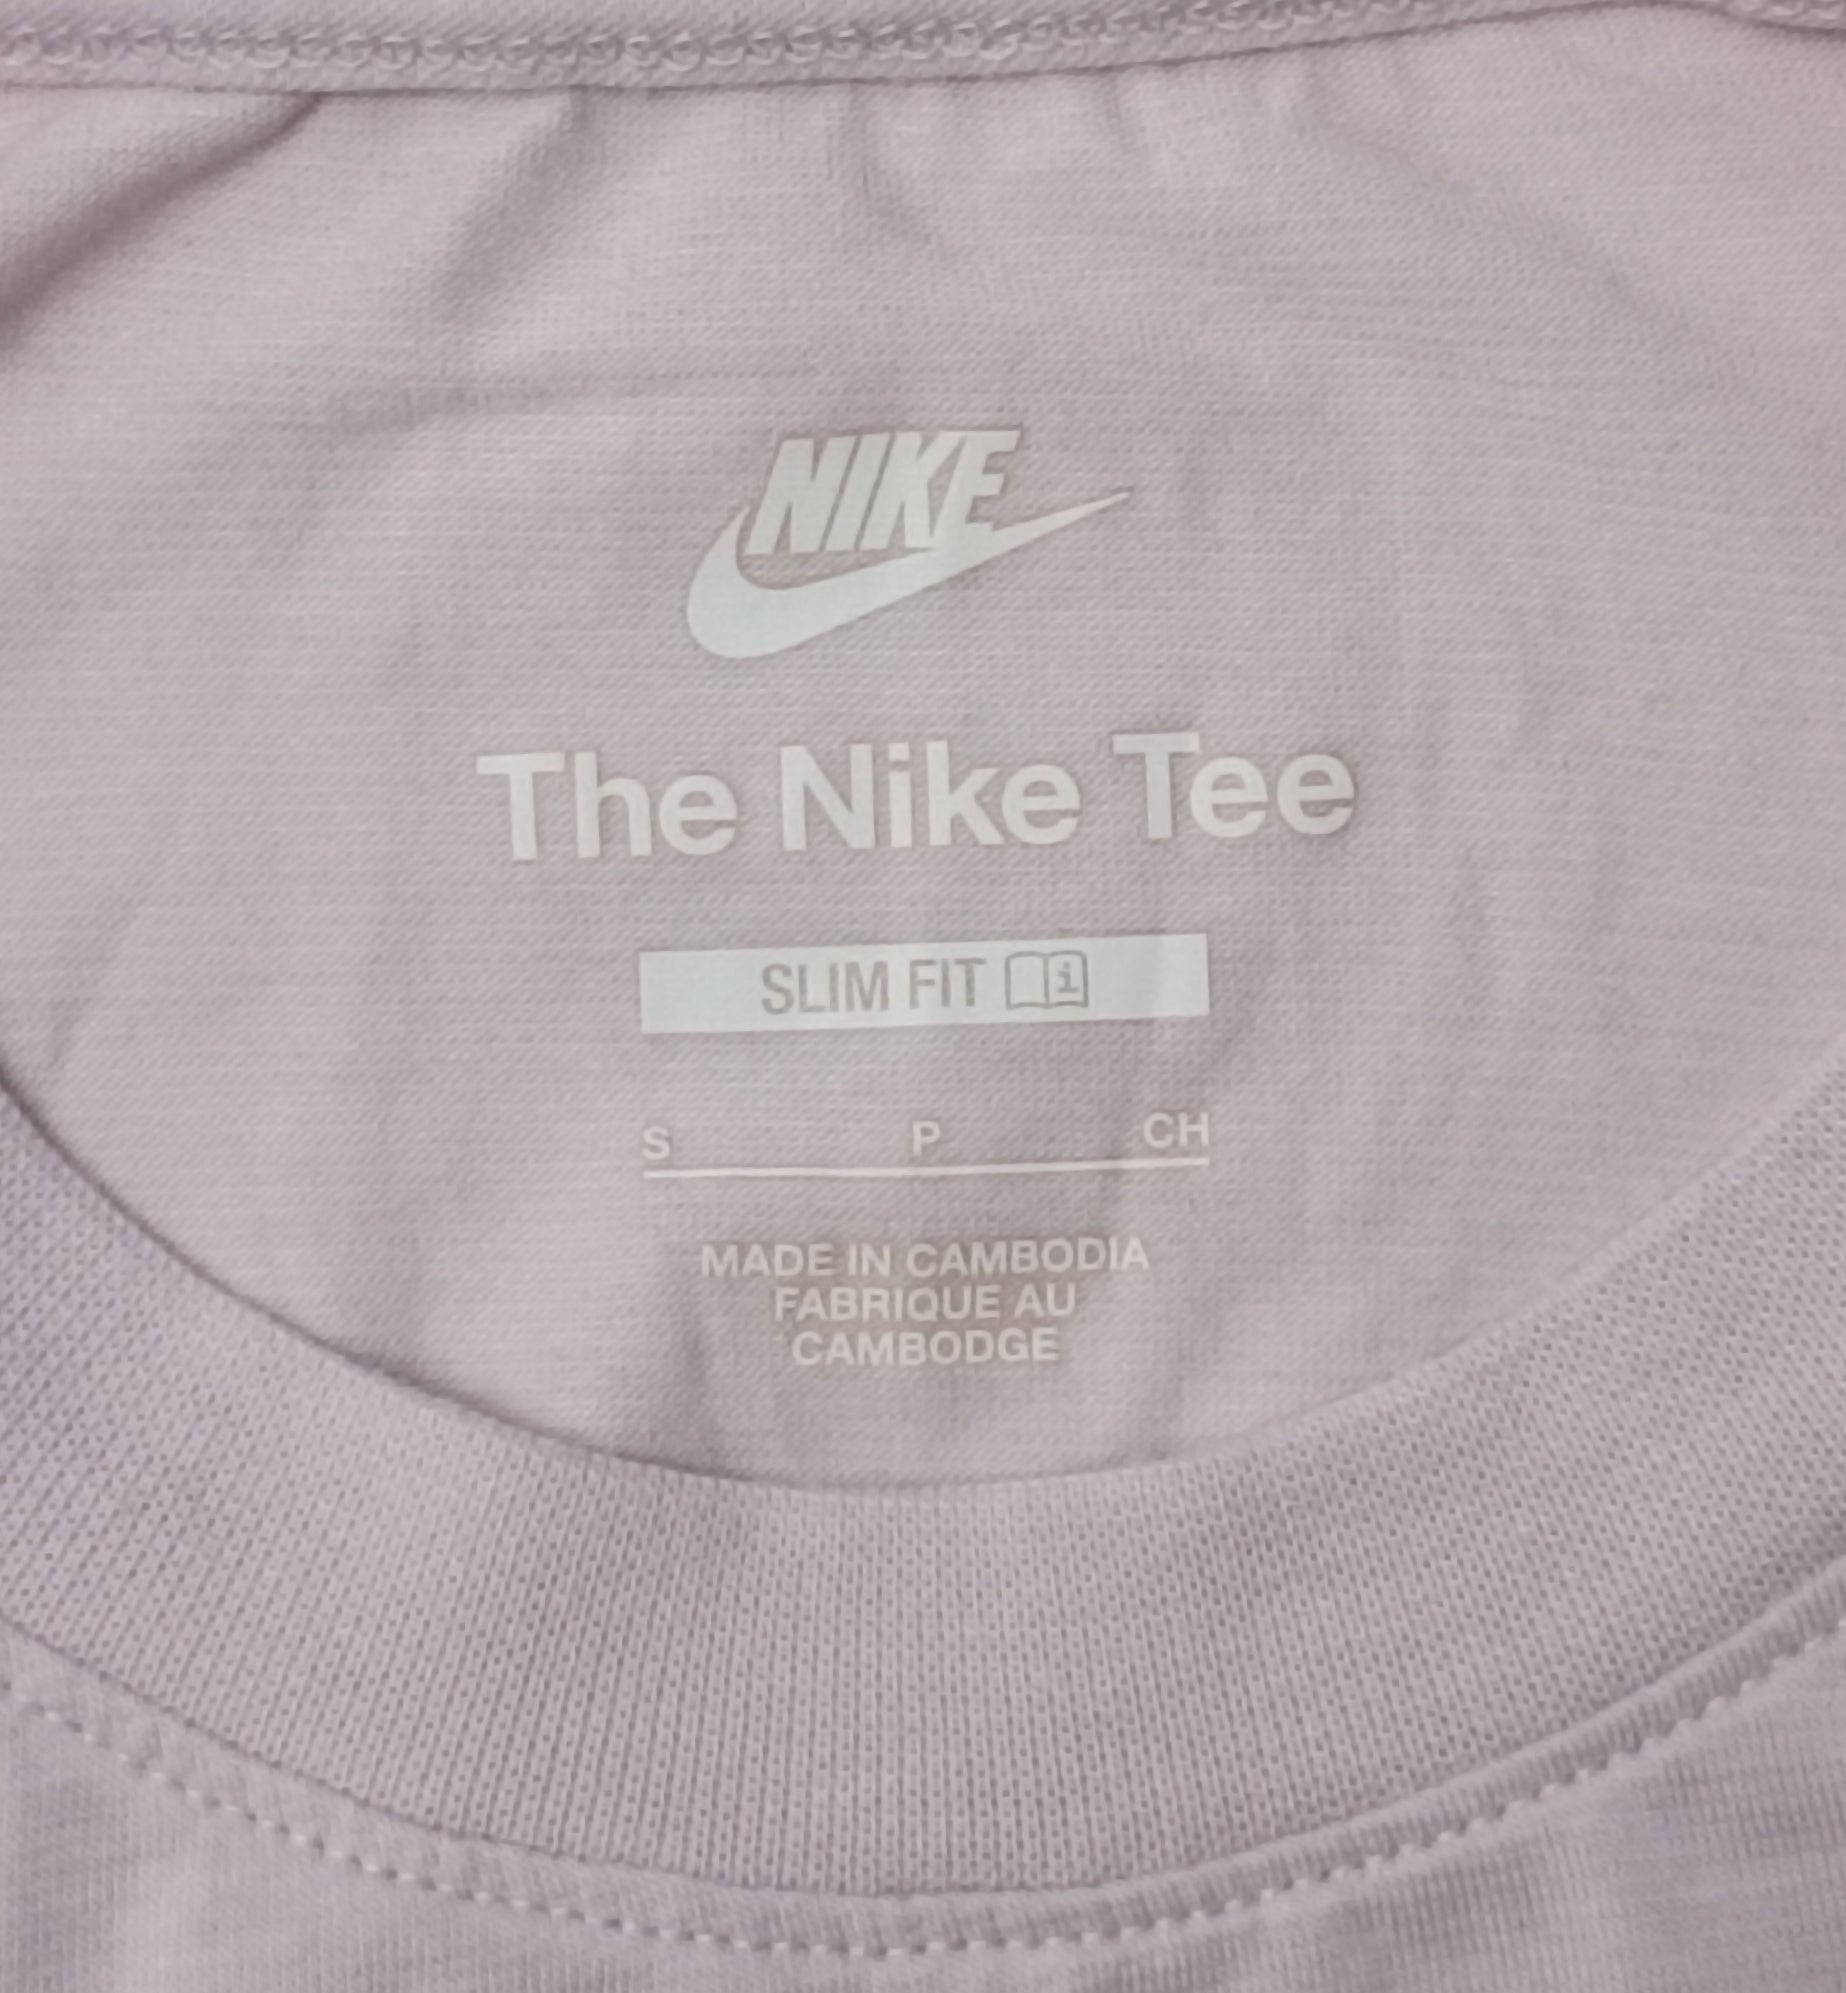 NIKE
The Nike Tee
SLIM FIT i
S P CH
MADE IN CAMBODIA
FABRIQUE AU
CAMBODGE